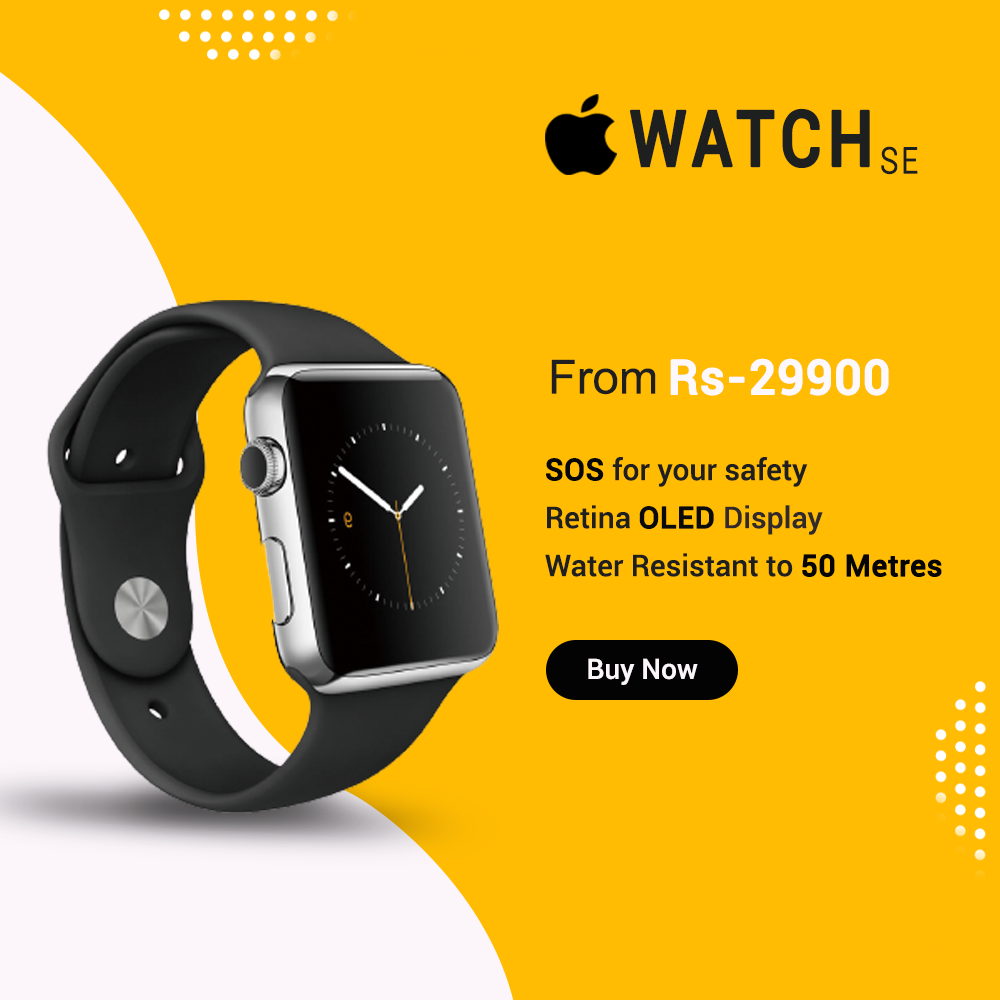 WATCH SE
From Rs-29900
SOS for your safety
Retina OLED Display
Water Resistant to 50 Metres
Buy Now